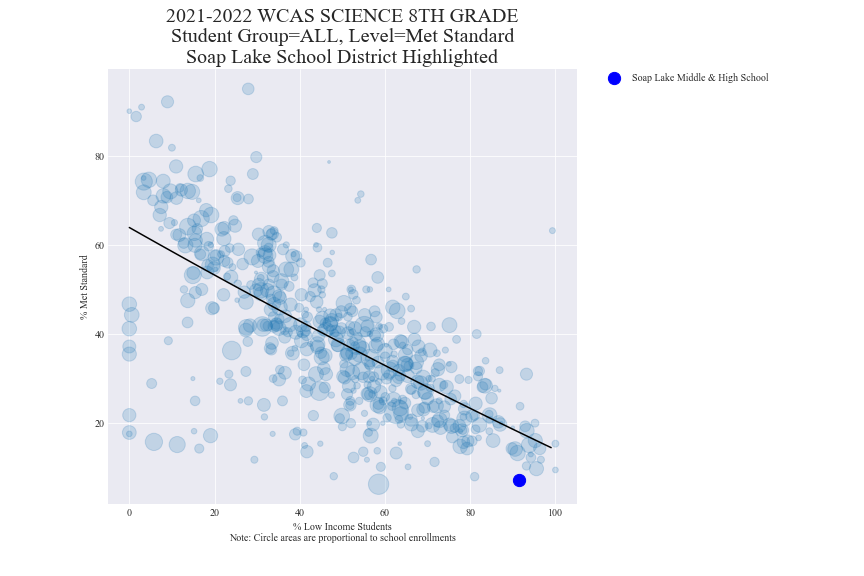 2021-2022 WCAS SCIENCE 8TH GRADE
Student Group=ALL, Level=Met Standard
Soap Lake School District Highlighted
Soap Lake Middle & High School
80
60
40
20
% Met Standard
0 20 40 60 80 100
% Low Income Students
Note: Circle areas are proportional to school enrollments